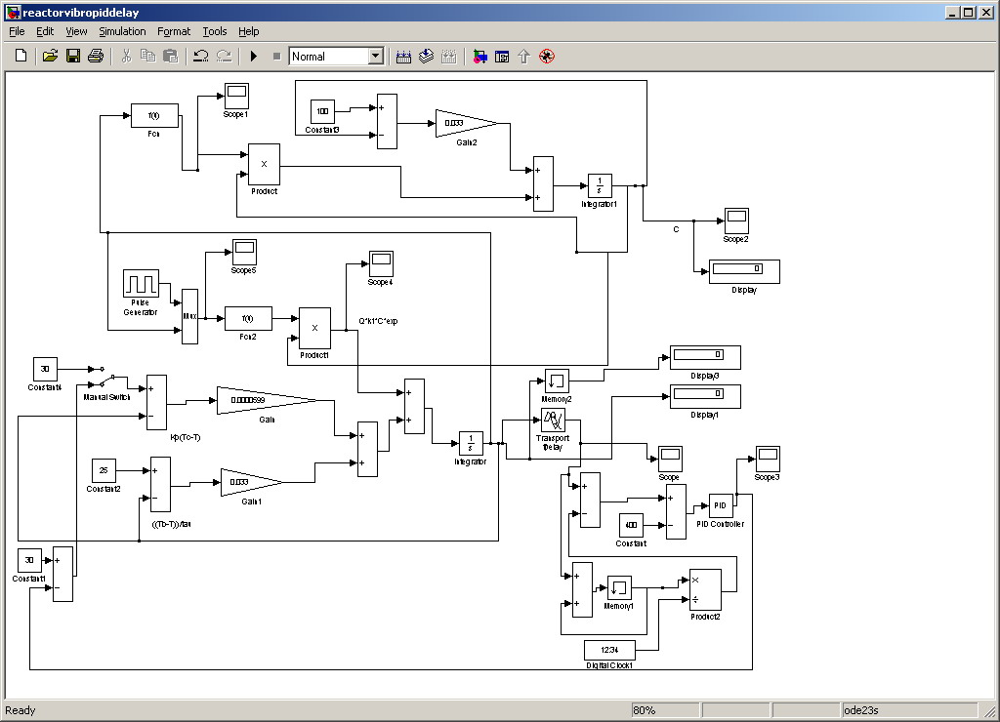 reactorvibropiddelay
File Edit View Simulation Format Tools Help
Normal
f(u)
Fcn
Scope1
100
Constant3
+
-
0.033
Gain2
X
Product
+
+
1
s
Integrator1
C
Scope2
0
Display
Scope5
Scope4
Pulse
Generator
Mux
f(u)
Fcn2
X
Product1
Q*k1*C*exp
30
Constant4
Manual Switch
+
-
0.0000599
Gain
kp(Tc-T)
0
Display3
0
Display1
Memory2
+
+
+
+
1
s
Integrator
Transport
Delay
Scope
Scope3
25
Constant2
+
-
0.033
Gain1
((Tb-T))/tau
+
-
400
Constant
+
-
PID
PID Controller
30
Constant1
+
-
+
+
Memory1
×
÷
Product2
12:34
Digital Clock1
Ready 80% ode23s